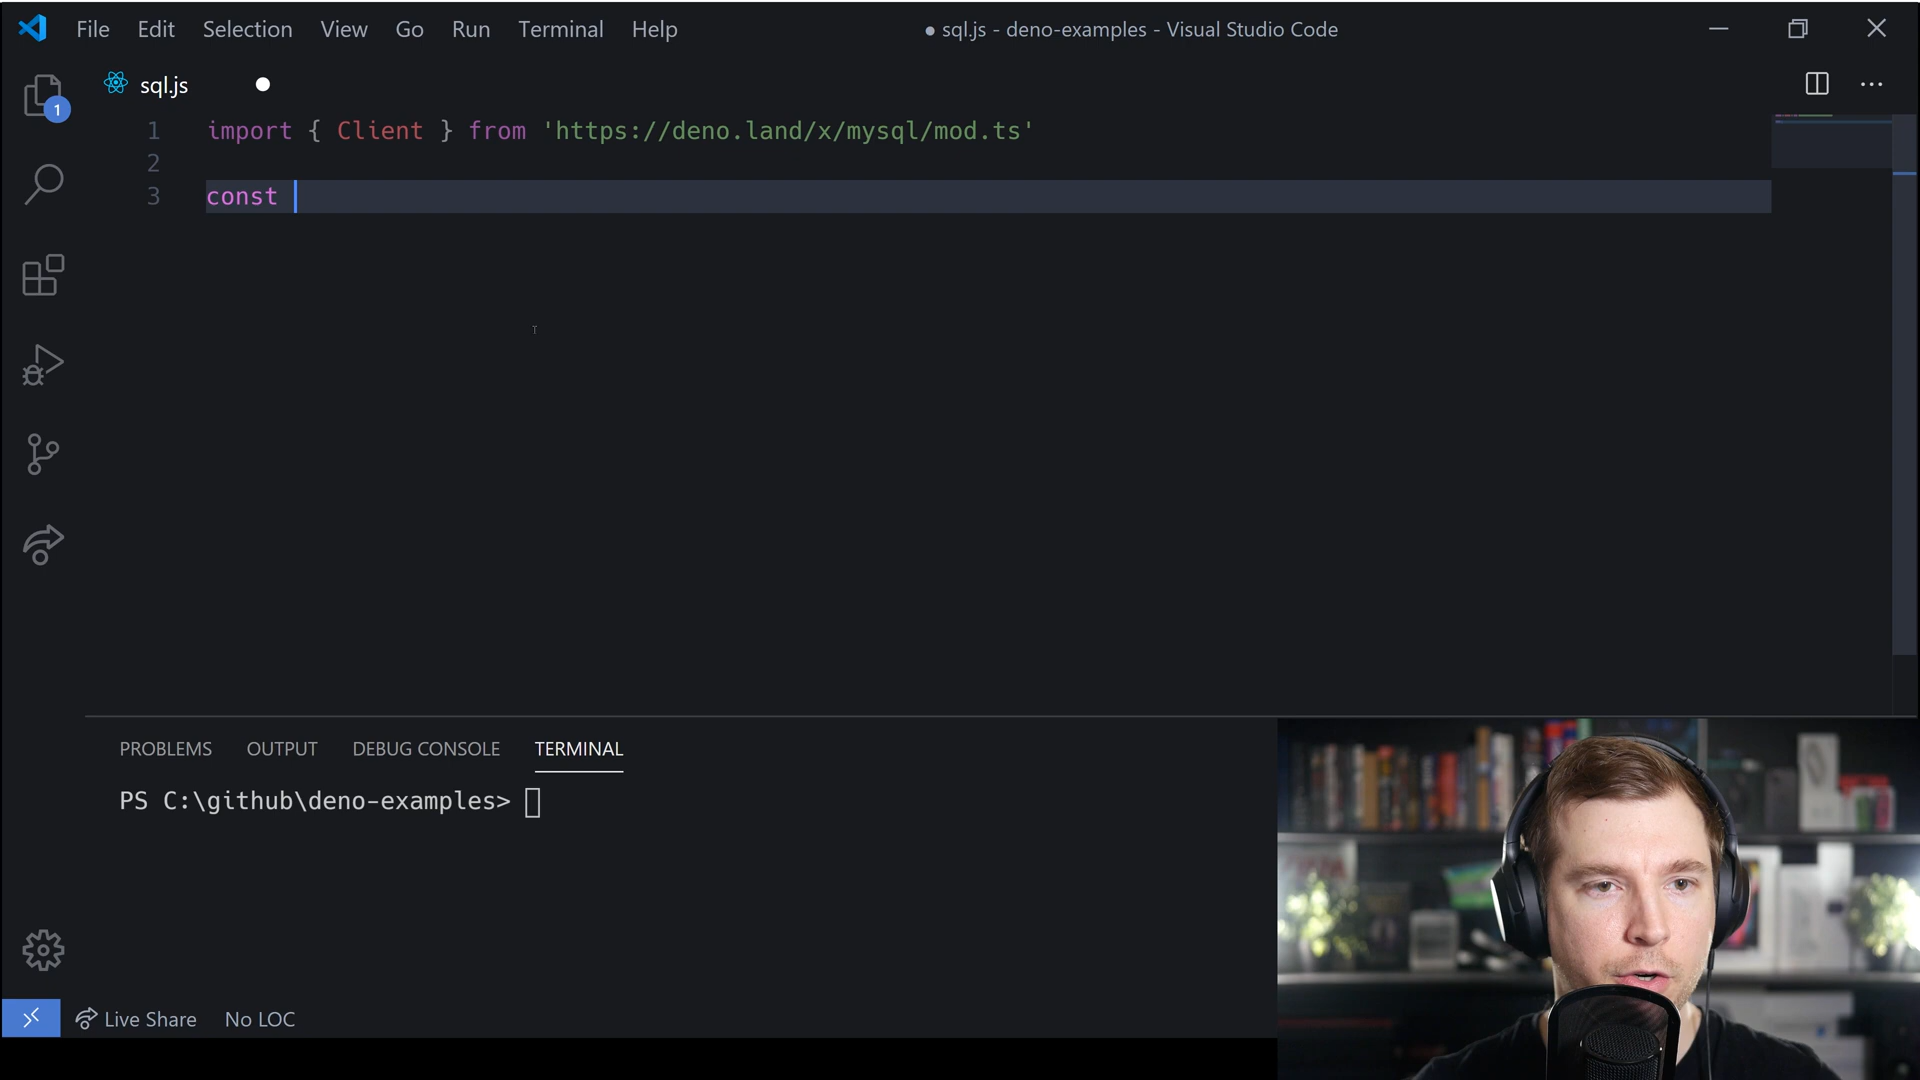 File Edit Selection View Go Run Terminal Help ● sql.js - deno-examples - Visual Studio Code
sql.js
1
1 import { Client } from 'https://deno.land/x/mysql/mod.ts'
2
3 const
PROBLEMS OUTPUT DEBUG CONSOLE TERMINAL
PS C:\github\deno-examples>
Live Share No LOC